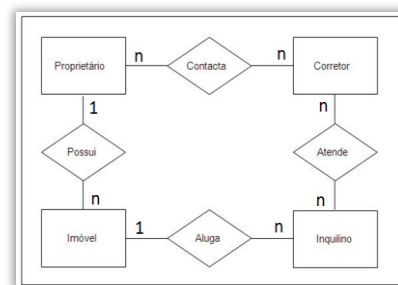 Proprietário n Contacta n Corretor
1 n
Possui Atende
n n
Imóvel 1 Aluga n Inquilino